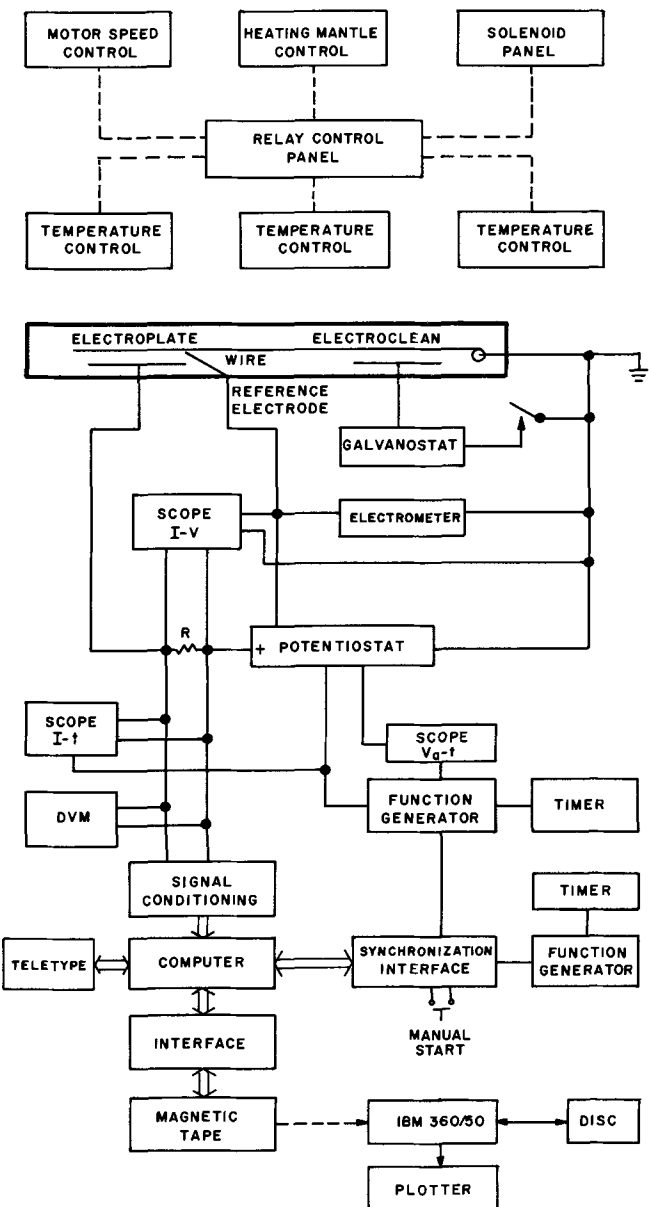 MOTOR SPEED
CONTROL
HEATING MANTLE
CONTROL
SOLENOID
PANEL
RELAY CONTROL
PANEL
TEMPERATURE
CONTROL
TEMPERATURE
CONTROL
TEMPERATURE
CONTROL
ELECTROPLATE
ELECTROCLEAN
WIRE
REFERENCE
ELECTRODE
GALVANOSTAT
SCOPE
I-V
ELECTROMETER
R
+ POTENTIOSTAT
SCOPE
I-t
SCOPE
Va-t
DVM
FUNCTION
GENERATOR
TIMER
SIGNAL
CONDITIONING
TIMER
TELETYPE
COMPUTER
SYNCHRONIZATION
INTERFACE
FUNCTION
GENERATOR
MANUAL
START
INTERFACE
MAGNETIC
TAPE
IBM 360/50
DISC
PLOTTER